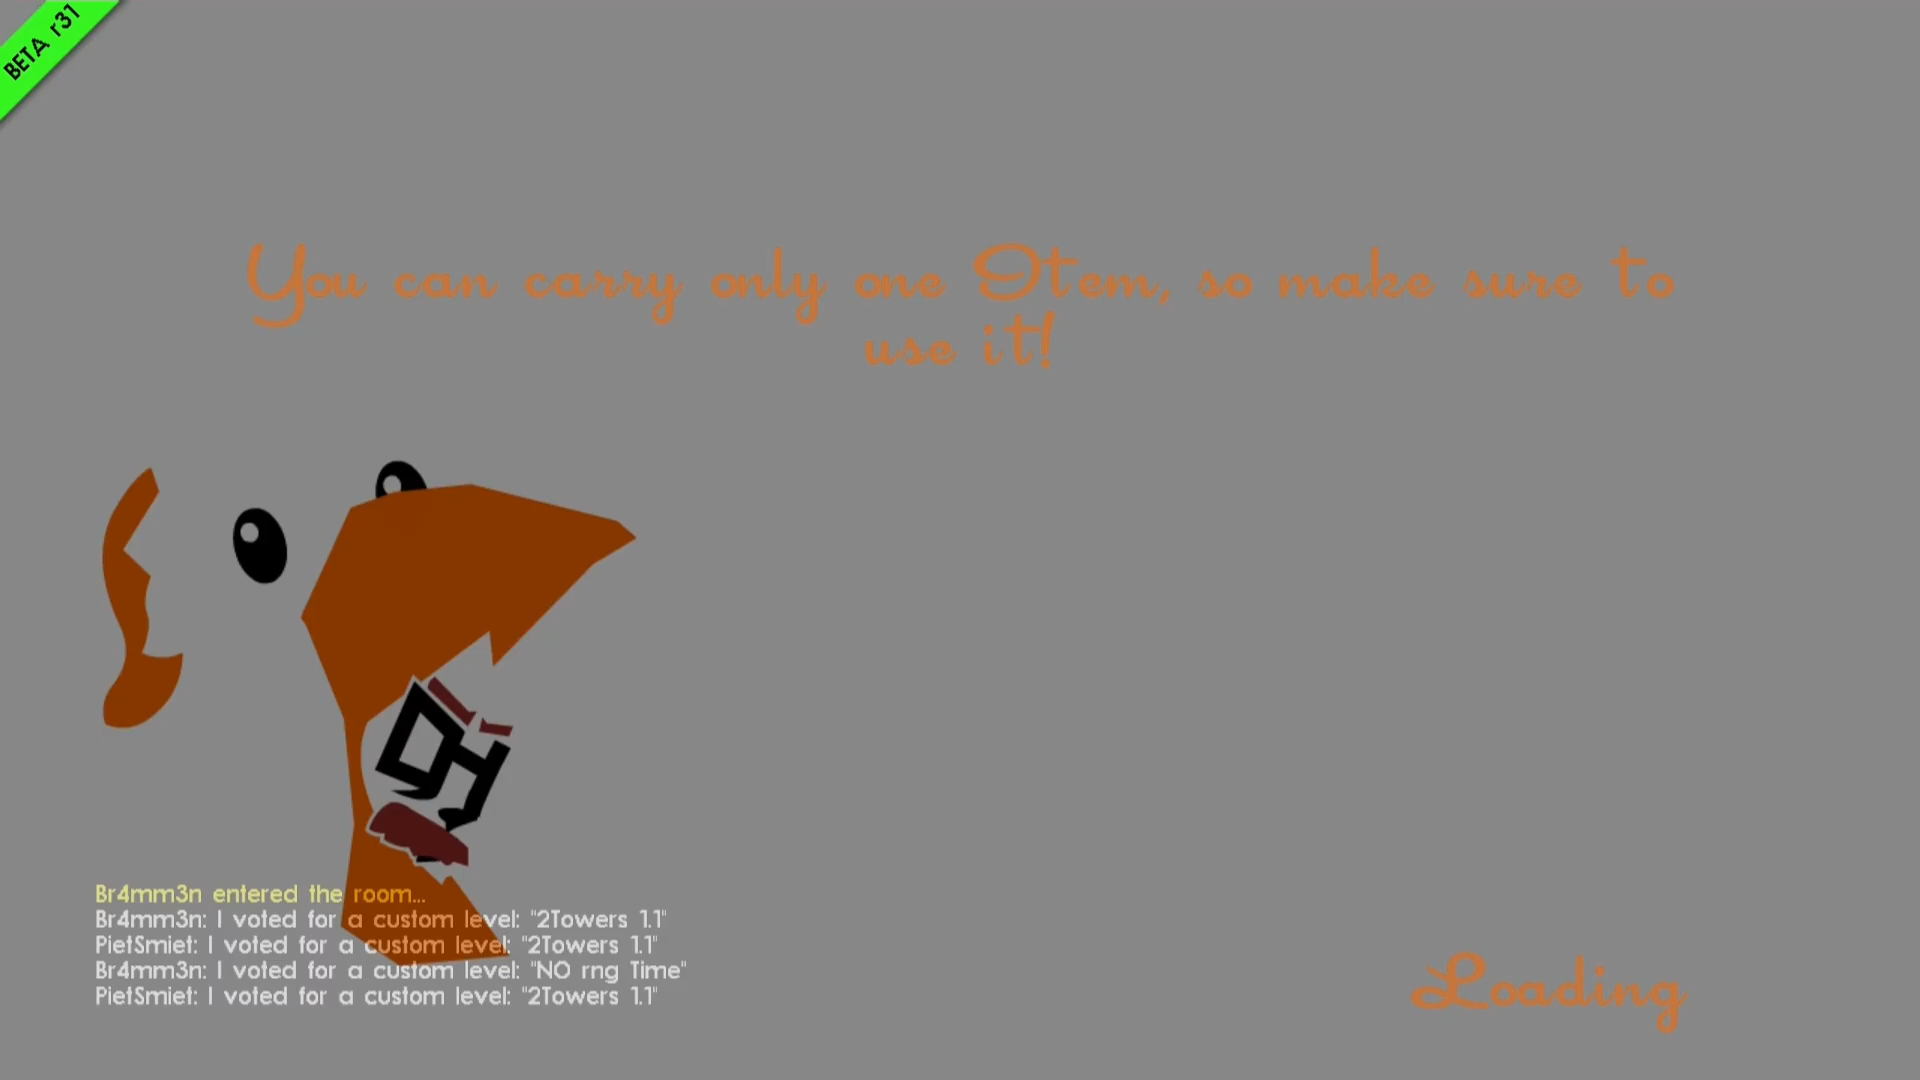 BETA r31
You can carry only one Item, so make sure to
use it!
Br4mm3n entered the room...
Br4mm3n: I voted for a custom level: "2Towers 1.1"
PietSmiet: I voted for a custom level: "2Towers 1.1"
Br4mm3n: I voted for a custom level: "NO rng Time"
PietSmiet: I voted for a custom level: "2Towers 1.1"
Loading